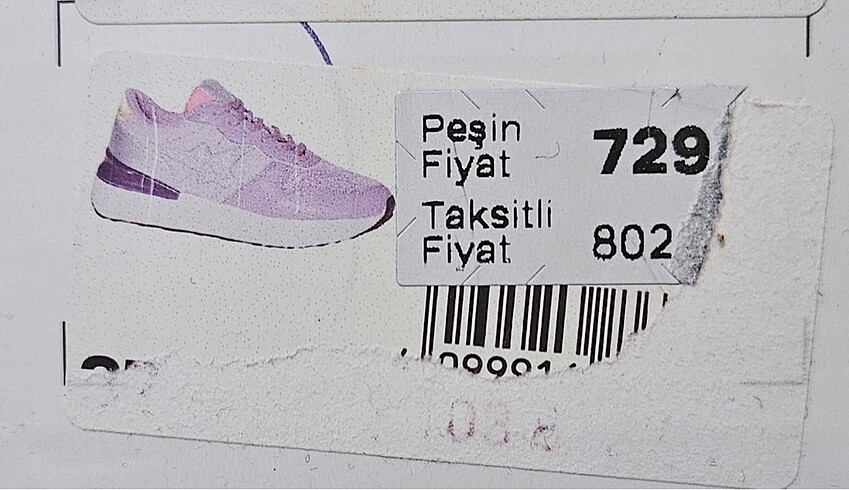 Peşin
Fiyat 729
Taksitli
Fiyat 802